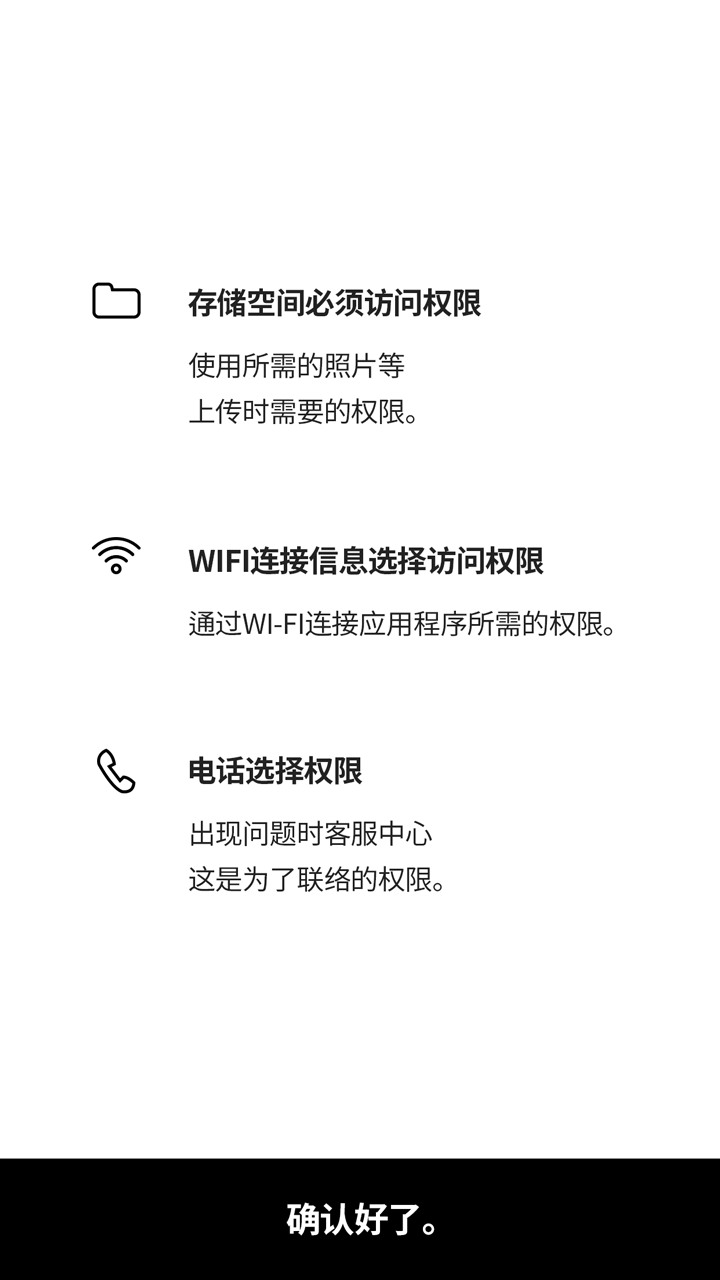 存储空间必须访问权限
使用所需的照片等
上传时需要的权限。
WIFI连接信息选择访问权限
通过WI-FI连接应用程序所需的权限。
电话选择权限
出现问题时客服中心
这是为了联络的权限。
确认好了。